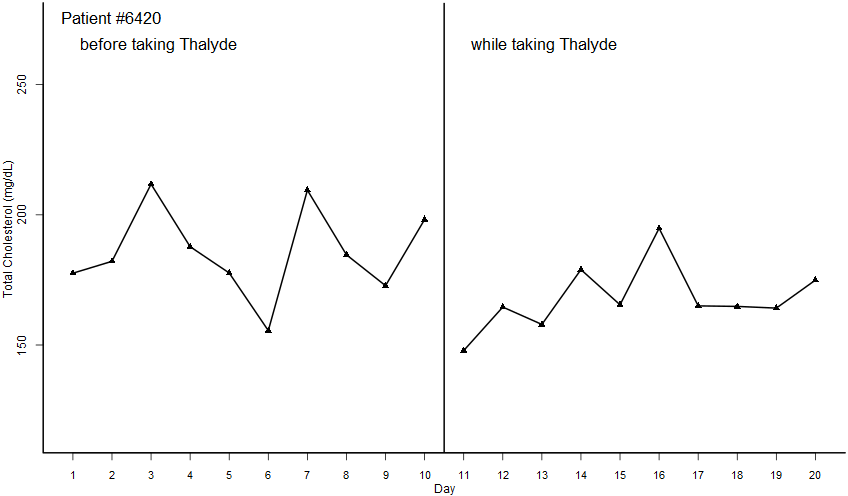 Patient #6420
before taking Thalyde
while taking Thalyde
Total Cholesterol (mg/dL)
250
200
150
1 2 3 4 5 6 7 8 9 10 11 12 13 14 15 16 17 18 19 20
Day